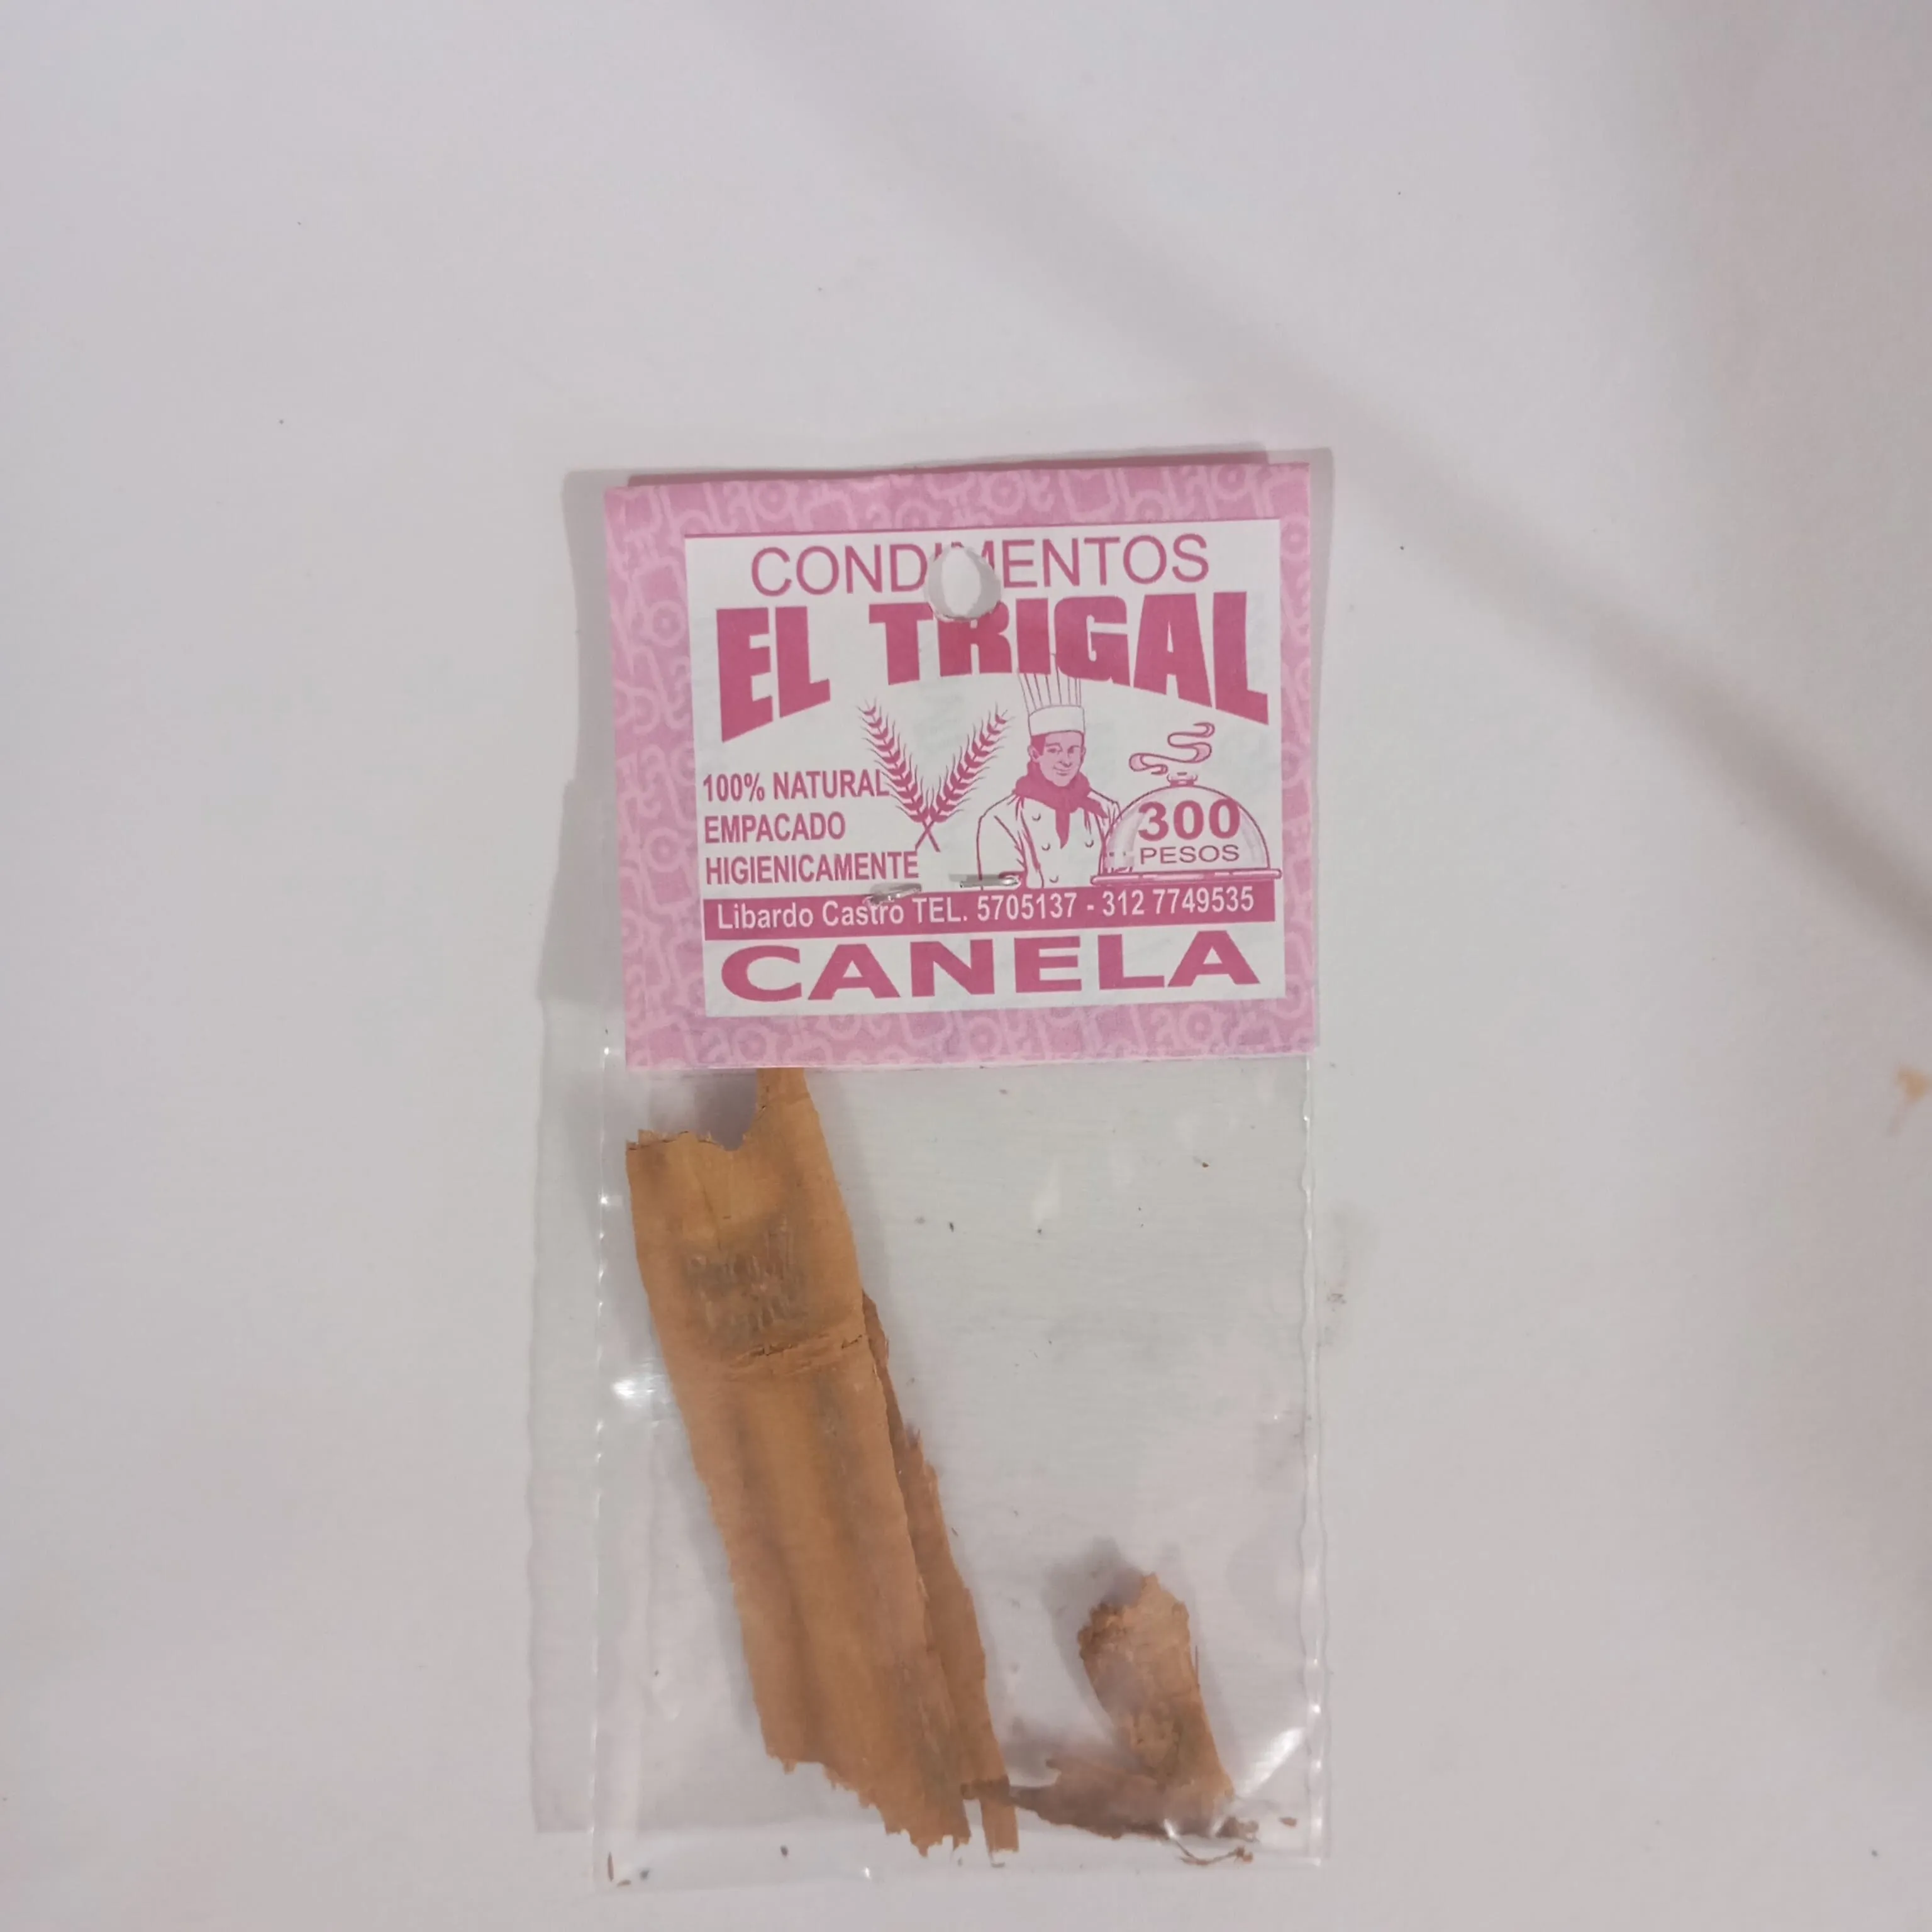 CONDIMENTOS
EL TRIGAL
100% NATURAL
EMPACADO
HIGIENICAMENTE
300
PESOS
Libardo Castro TEL. 5705137 - 312 7749535
CANELA